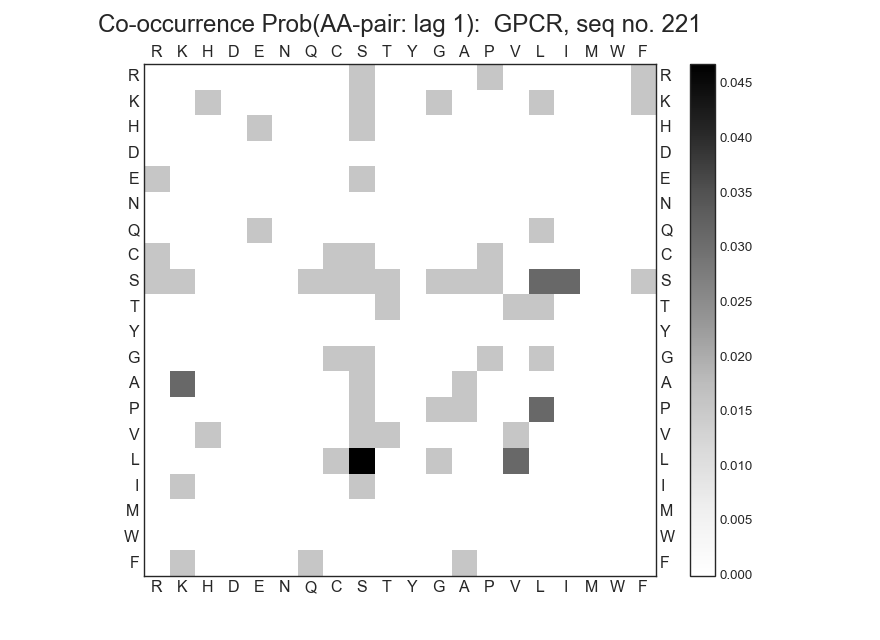 Co-occurrence Prob(AA-pair: lag 1):  GPCR, seq no. 221
R K H D E N Q C S T Y G A P V L I M W F
R R
K K
H H
D D
E E
N N
Q Q
C C
S S
T T
Y Y
G G
A A
P P
V V
L L
I I
M M
W W
F F
R K H D E N Q C S T Y G A P V L I M W F
0.045
0.040
0.035
0.030
0.025
0.020
0.015
0.010
0.005
0.000